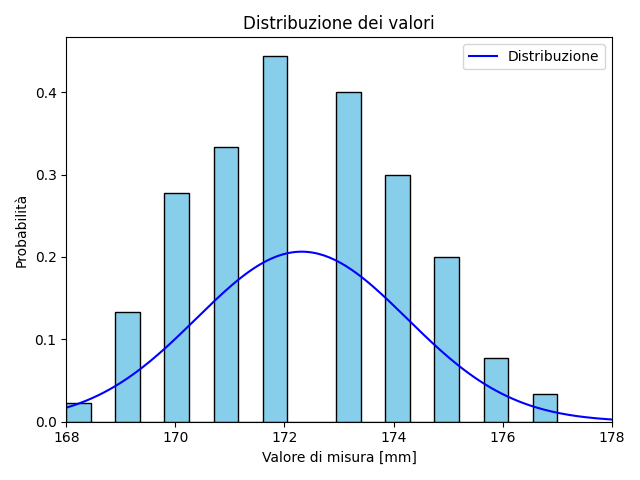 Distribuzione dei valori
Distribuzione
Probabilità
0.4
0.3
0.2
0.1
0.0
168 170 172 174 176 178
Valore di misura [mm]